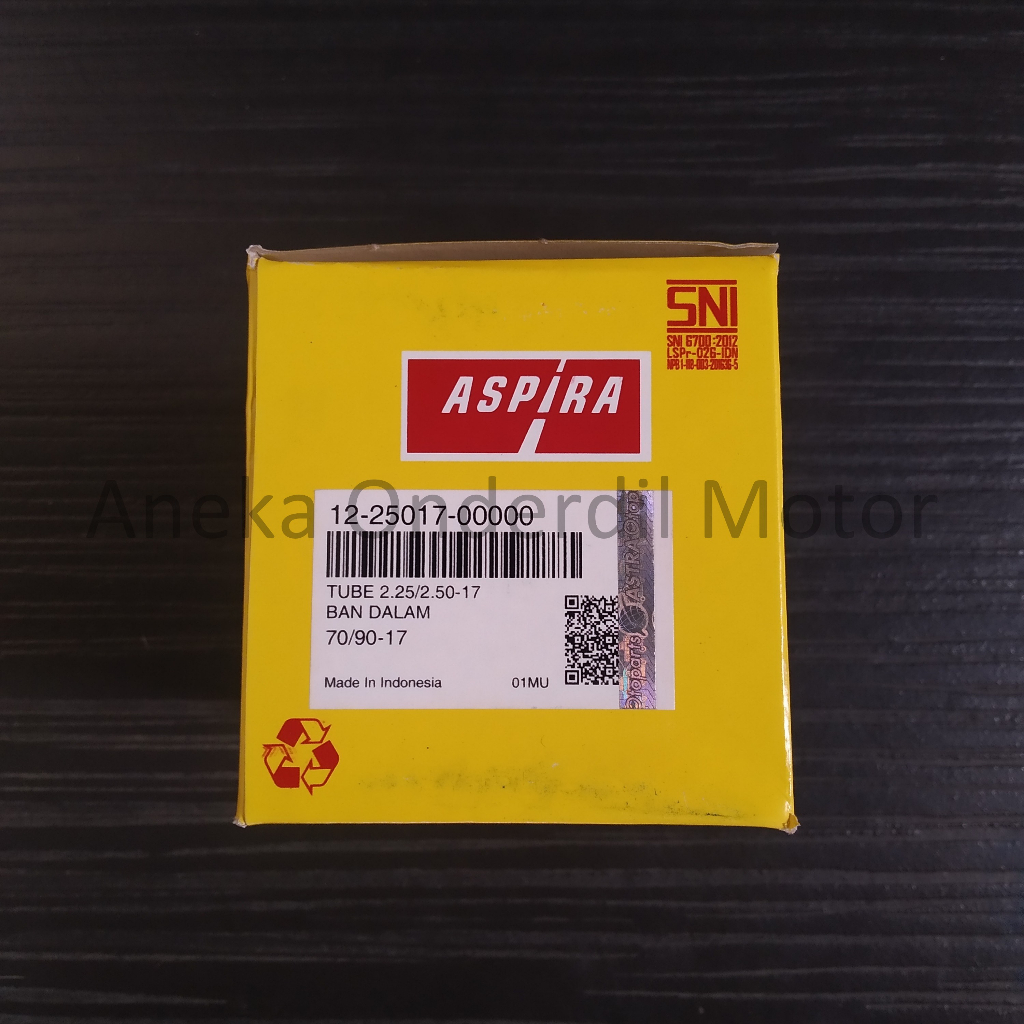 SNI
SNI 6700:2012
LSPr-026-IDN
ASPIRA
Aneka Onderdil Motor
12-25017-00000
TUBE 2.25/2.50-17
BAN DALAM
70/90-17
Made In Indonesia 01MU
ASTRA Otoparts